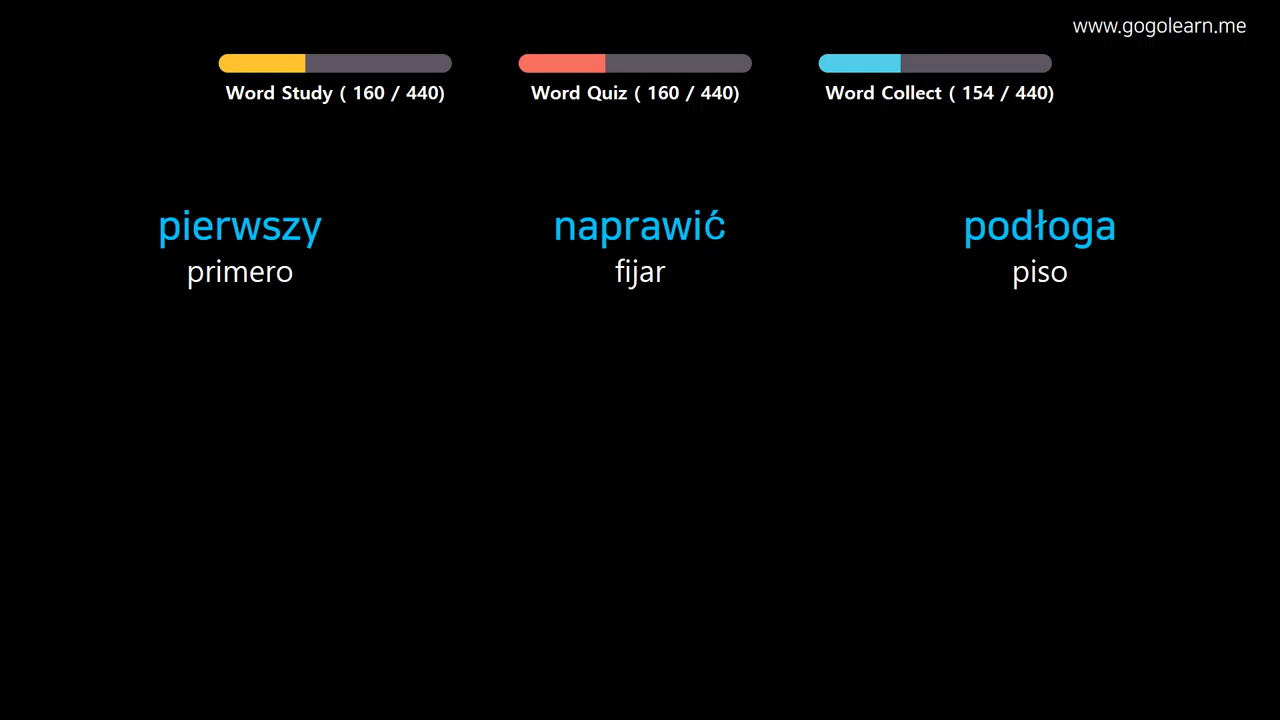 www.gogolearn.me
Word Study ( 160 / 440)
Word Quiz ( 160 / 440)
Word Collect ( 154 / 440)
pierwszy
primero
naprawić
fijar
podłoga
piso